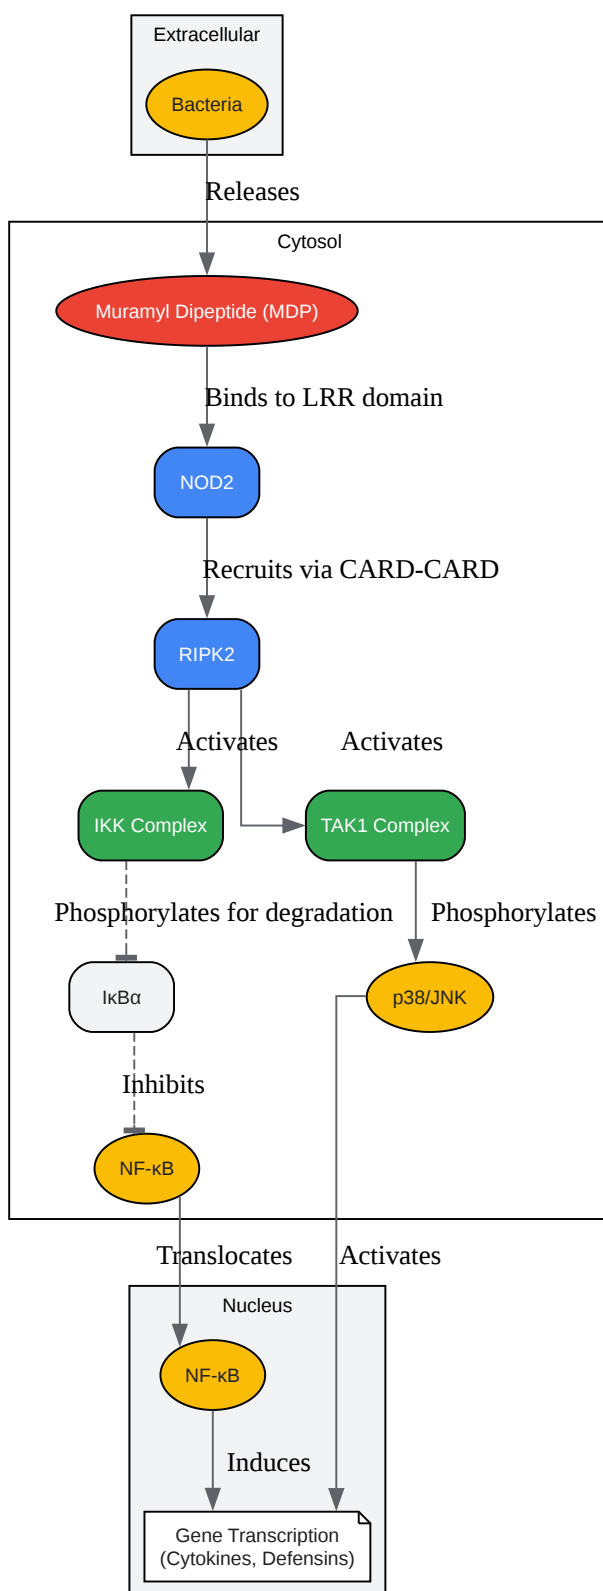 Extracellular
Bacteria
Releases
Cytosol
Muramyl Dipeptide (MDP)
Binds to LRR domain
NOD2
Recruits via CARD-CARD
RIPK2
Activates
Activates
IKK Complex
TAK1 Complex
Phosphorylates for degradation
Phosphorylates
IκBα
p38/JNK
Inhibits
NF-κB
Translocates
Activates
Nucleus
NF-κB
Induces
Gene Transcription
(Cytokines, Defensins)